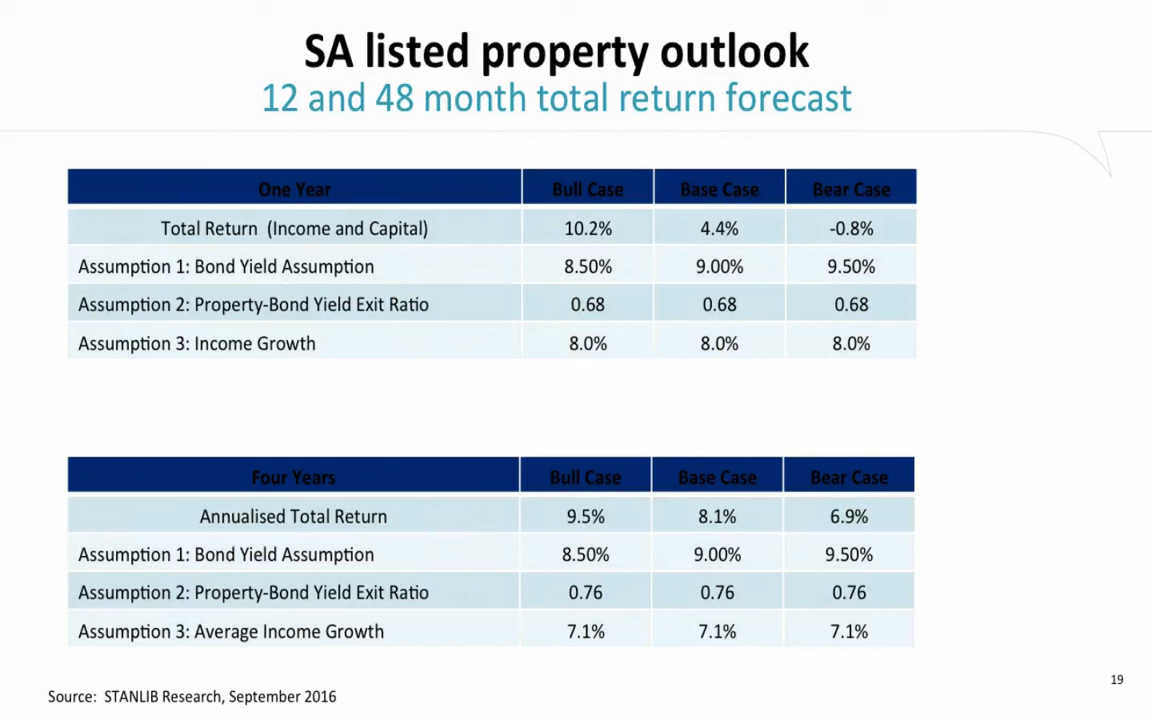 SA listed property outlook
12 and 48 month total return forecast
One Year Bull Case Base Case Bear Case
Total Return (Income and Capital) 10.2% 4.4% -0.8%
Assumption 1: Bond Yield Assumption 8.50% 9.00% 9.50%
Assumption 2: Property-Bond Yield Exit Ratio 0.68 0.68 0.68
Assumption 3: Income Growth 8.0% 8.0% 8.0%
Four Years Bull Case Base Case Bear Case
Annualised Total Return 9.5% 8.1% 6.9%
Assumption 1: Bond Yield Assumption 8.50% 9.00% 9.50%
Assumption 2: Property-Bond Yield Exit Ratio 0.76 0.76 0.76
Assumption 3: Average Income Growth 7.1% 7.1% 7.1%
19
Source: STANLIB Research, September 2016